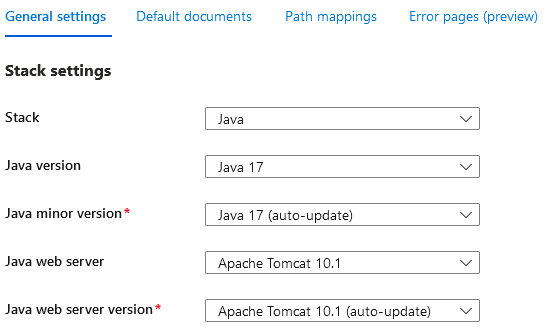 General settings Default documents Path mappings Error pages (preview)
Stack settings
Stack Java
Java version Java 17
Java minor version* Java 17 (auto-update)
Java web server Apache Tomcat 10.1
Java web server version* Apache Tomcat 10.1 (auto-update)